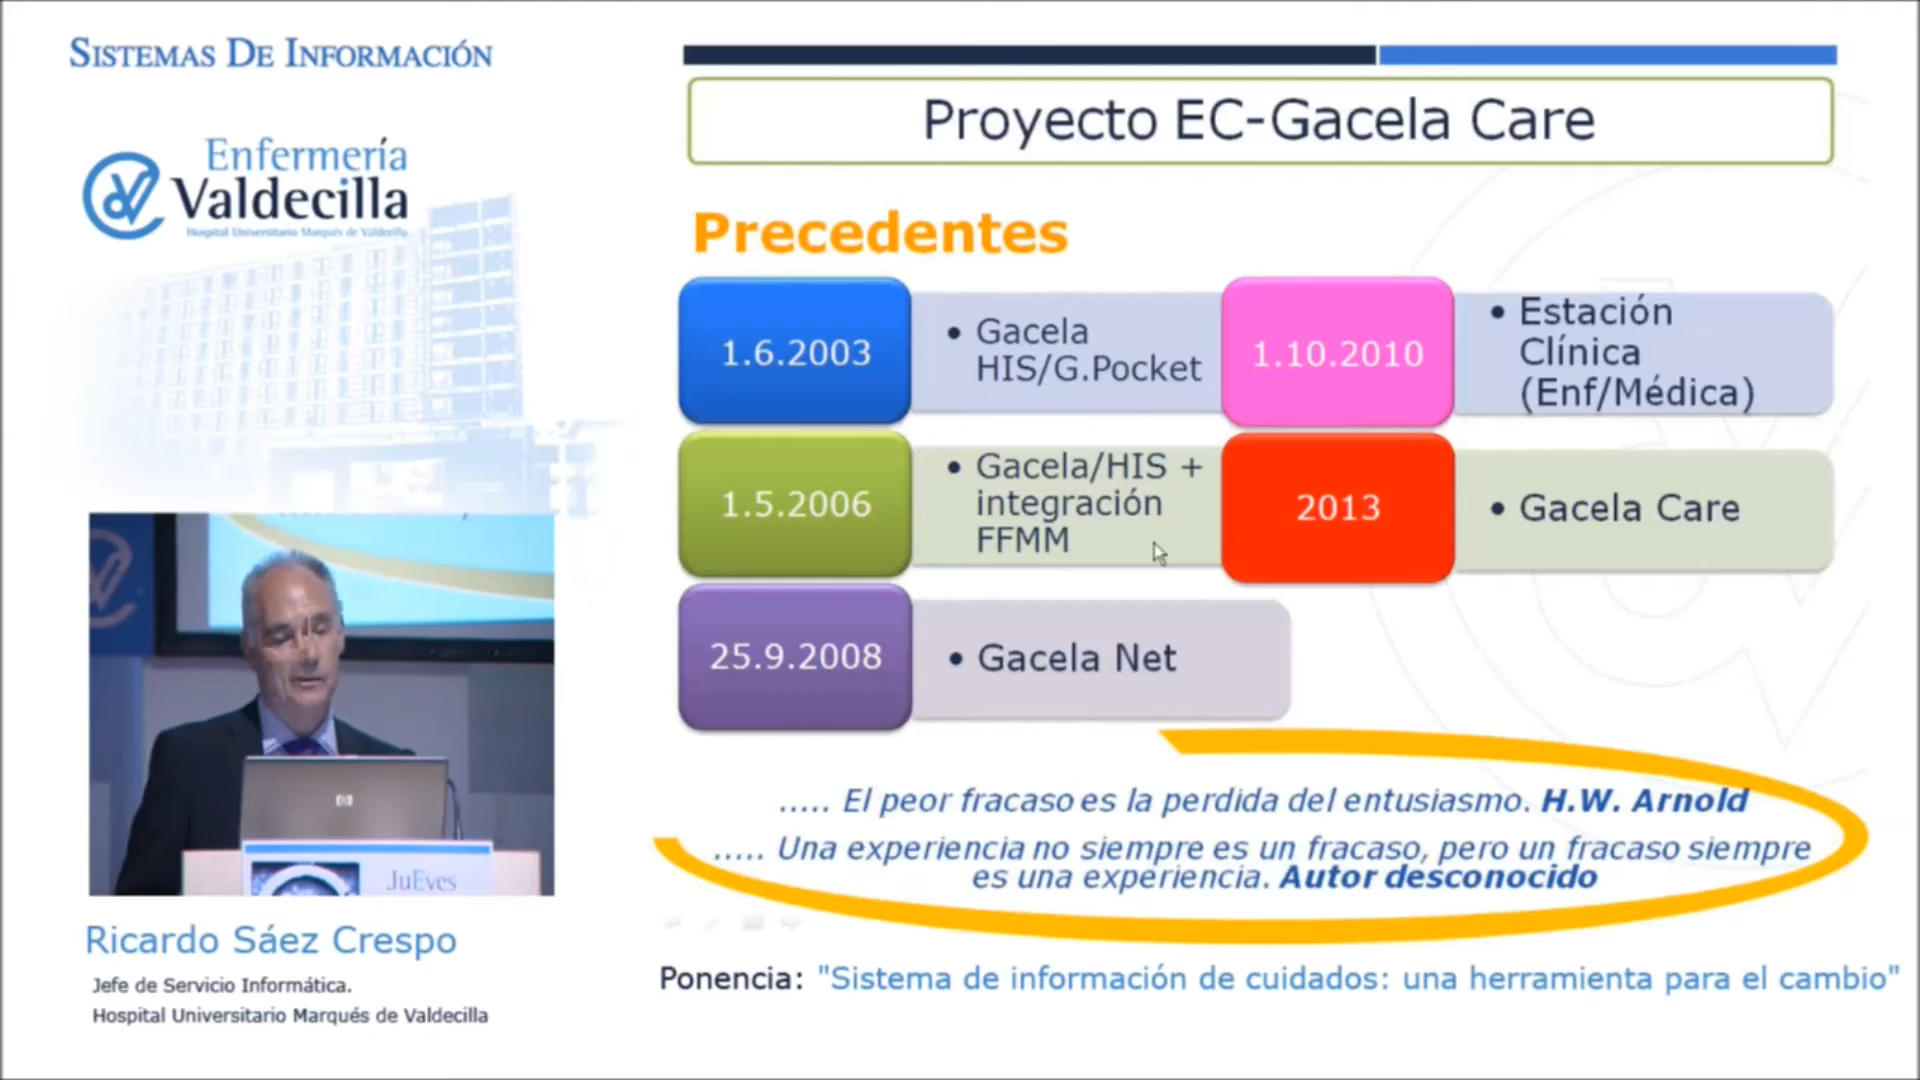 SISTEMAS DE INFORMACIÓN
Enfermería
Valdecilla
Hospital Universitario Marqués de Valdecilla
Proyecto EC-Gacela Care
Precedentes
1.6.2003
• Gacela
HIS/G.Pocket
1.10.2010
• Estación
Clínica
(Enf/Médica)
1.5.2006
• Gacela/HIS +
integración
FFMM
2013
• Gacela Care
25.9.2008
• Gacela Net
..... El peor fracaso es la perdida del entusiasmo. H.W. Arnold
..... Una experiencia no siempre es un fracaso, pero un fracaso siempre
es una experiencia. Autor desconocido
hp
JuEves
Ricardo Sáez Crespo
Jefe de Servicio Informática.
Hospital Universitario Marqués de Valdecilla
Ponencia: "Sistema de información de cuidados: una herramienta para el cambio"